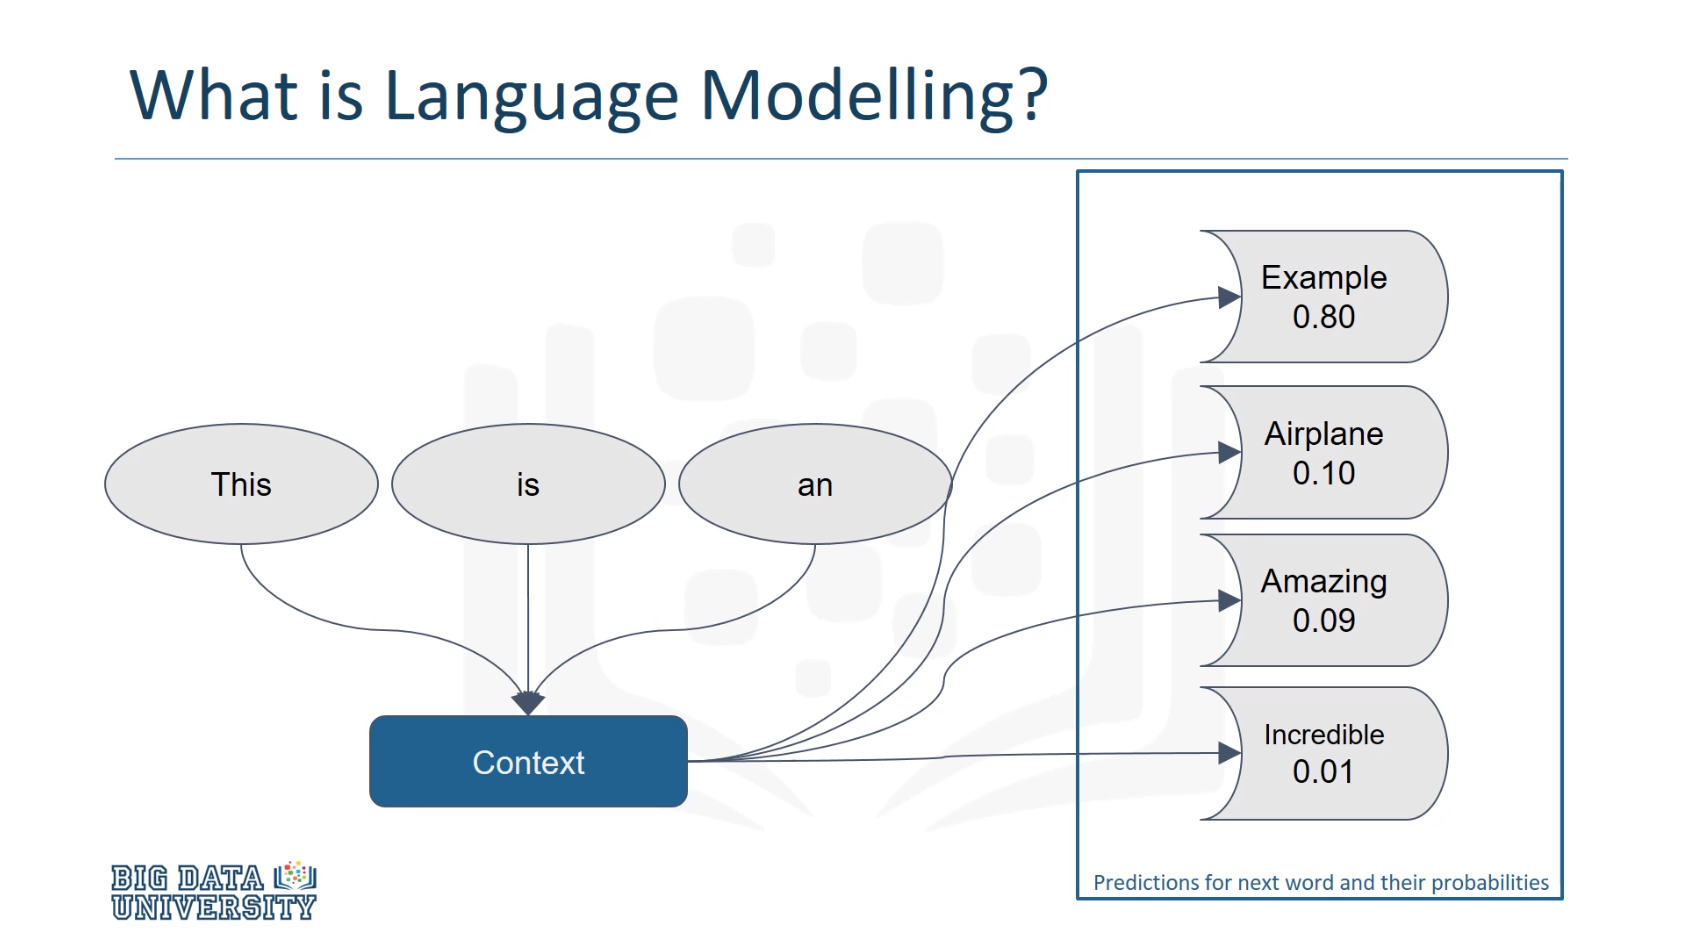 What is Language Modelling?
This
is
an
Context
Example
0.80
Airplane
0.10
Amazing
0.09
Incredible
0.01
Predictions for next word and their probabilities
BIG DATA
UNIVERSITY